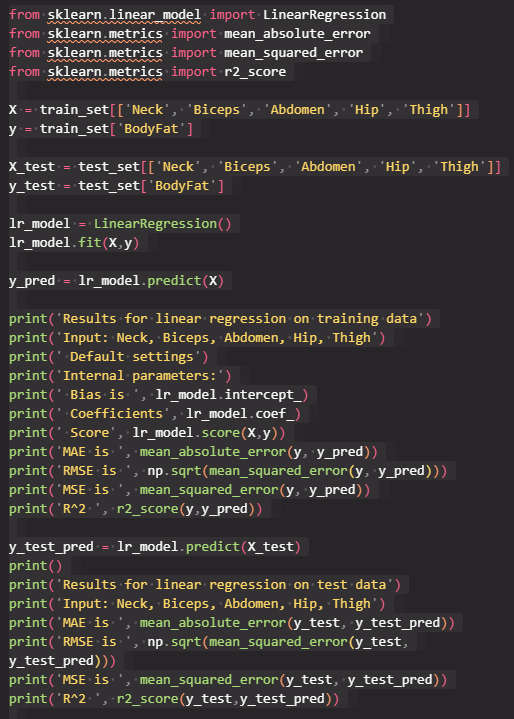 from sklearn.linear_model import LinearRegression
from sklearn.metrics import mean_absolute_error
from sklearn.metrics import mean_squared_error
from sklearn.metrics import r2_score
X = train_set[['Neck', 'Biceps', 'Abdomen', 'Hip', 'Thigh']]
y = train_set['BodyFat']
X_test = test_set[['Neck', 'Biceps', 'Abdomen', 'Hip', 'Thigh']]
y_test = test_set['BodyFat']
lr_model = LinearRegression()
lr_model.fit(X,y)
y_pred = lr_model.predict(X)
print('Results for linear regression on training data')
print('Input: Neck, Biceps, Abdomen, Hip, Thigh')
print(' Default settings')
print('Internal parameters:')
print(' Bias is ', lr_model.intercept_)
print(' Coefficients', lr_model.coef_)
print(' Score', lr_model.score(X,y))
print('MAE is ', mean_absolute_error(y, y_pred))
print('RMSE is ', np.sqrt(mean_squared_error(y, y_pred)))
print('MSE is ', mean_squared_error(y, y_pred))
print('R^2 ', r2_score(y,y_pred))
y_test_pred = lr_model.predict(X_test)
print()
print('Results for linear regression on test data')
print('Input: Neck, Biceps, Abdomen, Hip, Thigh')
print('MAE is ', mean_absolute_error(y_test, y_test_pred))
print('RMSE is ', np.sqrt(mean_squared_error(y_test,
y_test_pred)))
print('MSE is ', mean_squared_error(y_test, y_test_pred))
print('R^2 ', r2_score(y_test,y_test_pred))